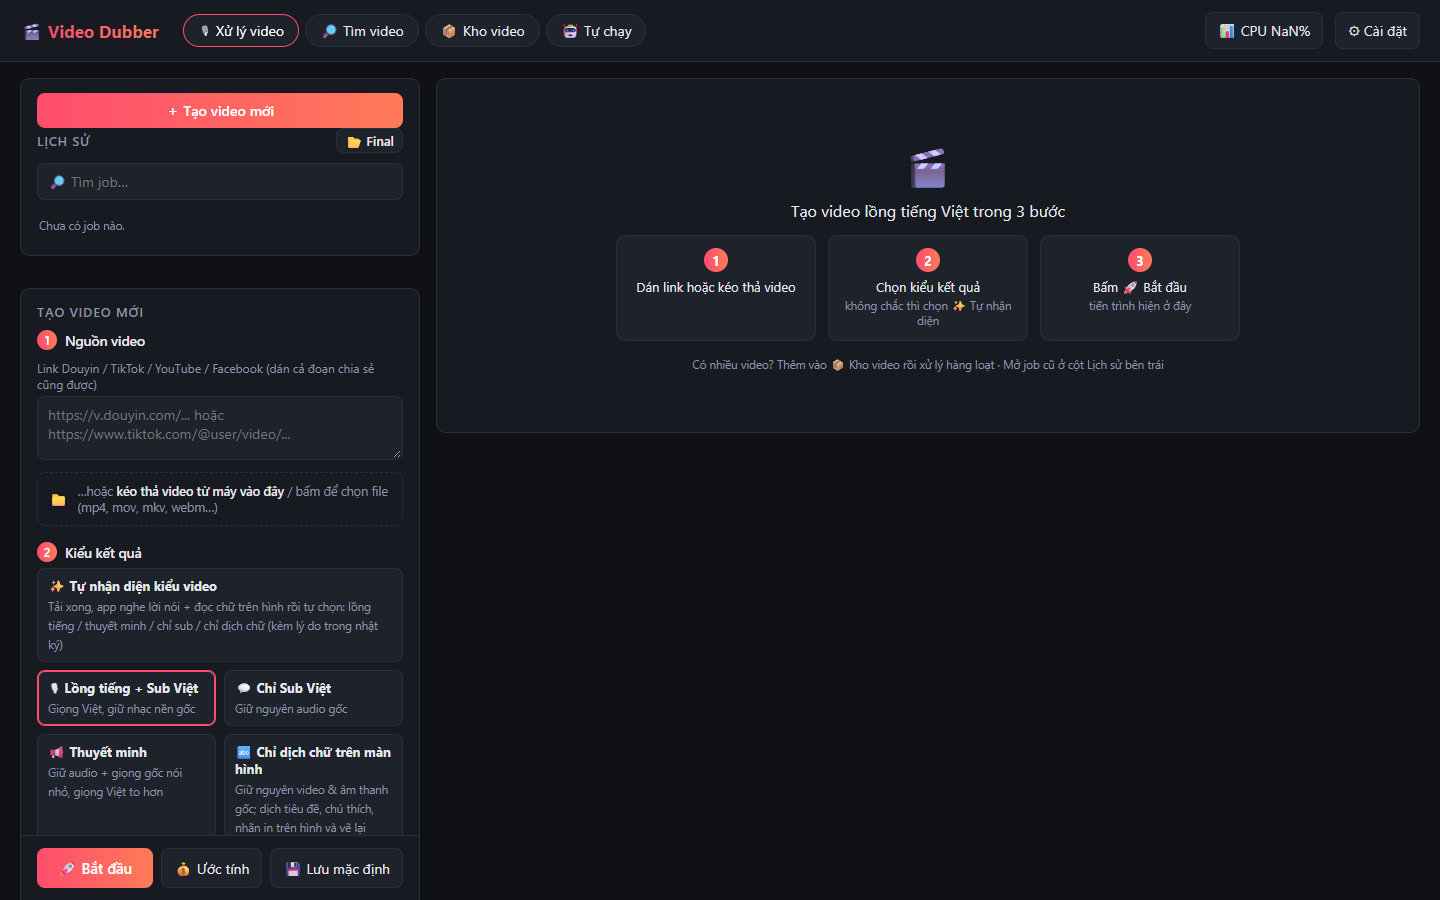 Video Dubber
Xử lý video
Tìm video
Kho video
Tự chạy
CPU NaN%
Cài đặt
+ Tạo video mới
LỊCH SỬ
Final
Tìm job...
Chưa có job nào.
TẠO VIDEO MỚI
1 Nguồn video
Link Douyin / TikTok / YouTube / Facebook (dán cả đoạn chia sẻ
cũng được)
https://v.douyin.com/... hoặc
https://www.tiktok.com/@user/video/...
...hoặc kéo thả video từ máy vào đây / bấm để chọn file
(mp4, mov, mkv, webm...)
2 Kiểu kết quả
Tự nhận diện kiểu video
Tải xong, app nghe lời nói + đọc chữ trên hình rồi tự chọn: lồng
tiếng / thuyết minh / chỉ sub / chỉ dịch chữ (kèm lý do trong nhật
ký)
Lồng tiếng + Sub Việt
Giọng Việt, giữ nhạc nền gốc
Chỉ Sub Việt
Giữ nguyên audio gốc
Thuyết minh
Giữ audio + giọng gốc nói
nhỏ, giọng Việt to hơn
abc Chỉ dịch chữ trên màn
hình
Giữ nguyên video & âm thanh
gốc; dịch tiêu đề, chú thích,
nhãn in trên hình và vẽ lại
Bắt đầu
Ước tính
Lưu mặc định
Tạo video lồng tiếng Việt trong 3 bước
1
Dán link hoặc kéo thả video
2
Chọn kiểu kết quả
không chắc thì chọn ✨ Tự nhận
diện
3
Bấm 🚀 Bắt đầu
tiến trình hiện ở đây
Có nhiều video? Thêm vào 📦 Kho video rồi xử lý hàng loạt · Mở job cũ ở cột Lịch sử bên trái